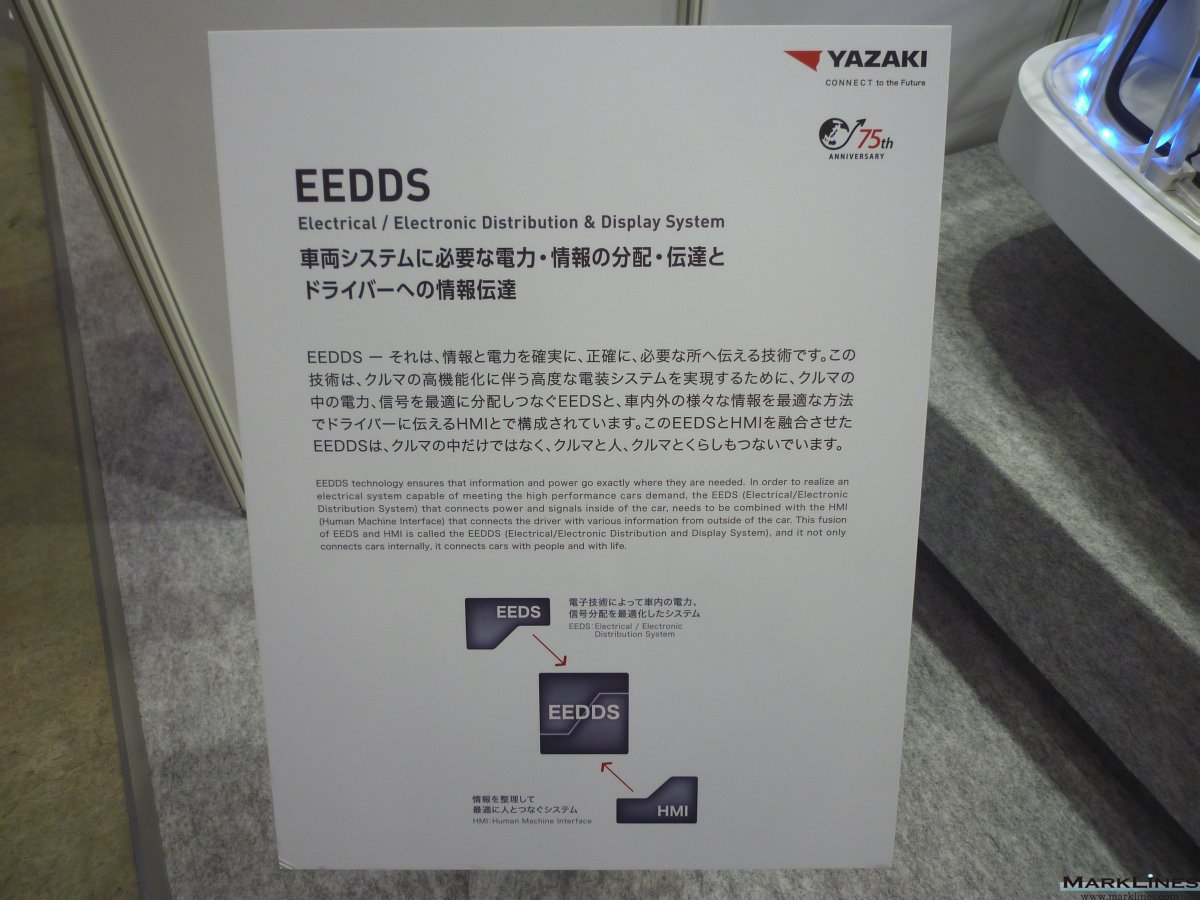 YAZAKI
CONNECT to the Future
75th
ANNIVERSARY
EEDDS
Electrical / Electronic Distribution & Display System
車両システムに必要な電力・情報の分配・伝達と
ドライバーへの情報伝達
EEDDS ― それは、情報と電力を確実に、正確に、必要な所へ伝える技術です。この
技術は、クルマの高機能化に伴う高度な電装システムを実現するために、クルマの
中の電力、信号を最適に分配しつなぐEEDSと、車内外の様々な情報を最適な方法
でドライバーに伝えるHMIとで構成されています。このEEDSとHMIを融合させた
EEDDSは、クルマの中だけではなく、クルマと人、クルマとくらしもつないでいます。
EEDDS technology ensures that information and power go exactly where they are needed. In order to realize an
electrical system capable of meeting the high performance cars demand, the EEDS (Electrical/Electronic
Distribution System) that connects power and signals inside of the car, needs to be combined with the HMI
(Human Machine Interface) that connects the driver with various information from outside of the car. This fusion
of EEDS and HMI is called the EEDDS (Electrical/Electronic Distribution and Display System), and it not only
connects cars internally, it connects cars with people and with life.
EEDS
電子技術によって車内の電力、
信号分配を最適化したシステム
EEDS:Electrical / Electronic
Distribution System
EEDDS
情報を整理して
最適に人とつなぐシステム
HMI:Human Machine Interface
HMI
MARKLINES
www.marklines.com